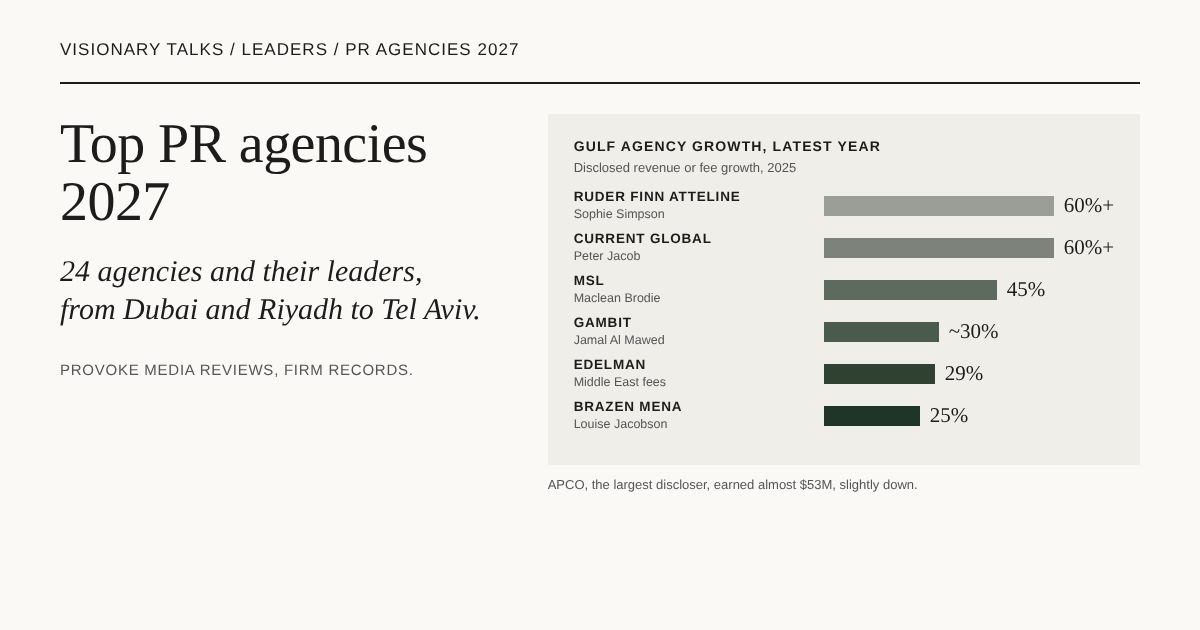 VISIONARY TALKS / LEADERS / PR AGENCIES 2027
Top PR agencies
2027
24 agencies and their leaders,
from Dubai and Riyadh to Tel Aviv.
PROVOKE MEDIA REVIEWS, FIRM RECORDS.
GULF AGENCY GROWTH, LATEST YEAR
Disclosed revenue or fee growth, 2025
RUDER FINN ATTELINE
Sophie Simpson
60%+
CURRENT GLOBAL
Peter Jacob
60%+
MSL
Maclean Brodie
45%
GAMBIT
Jamal Al Mawed
~30%
EDELMAN
Middle East fees
29%
BRAZEN MENA
Louise Jacobson
25%
APCO, the largest discloser, earned almost $53M, slightly down.